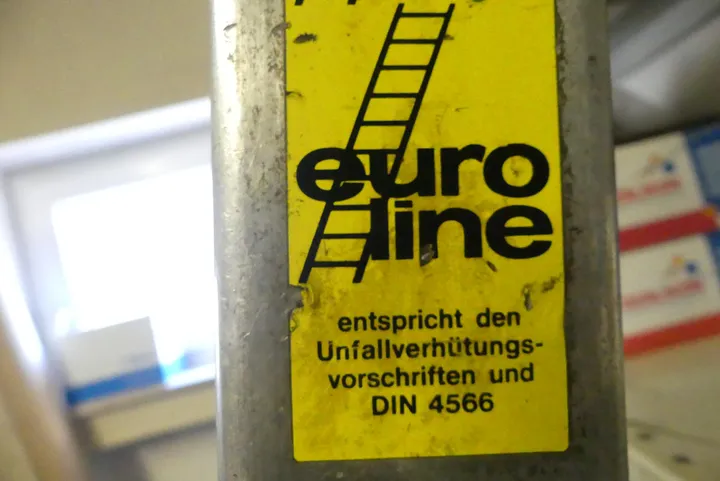 euro
line
entspricht den
Unfallverhütungs-
vorschriften und
DIN 4566